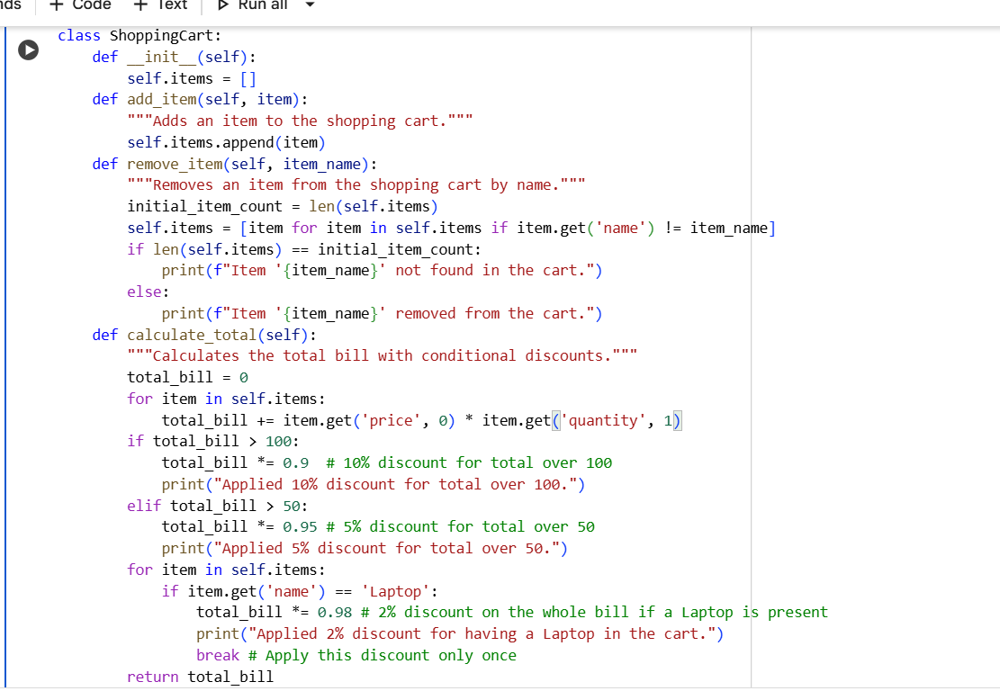 + Code + Text Run all
class ShoppingCart:
    def __init__(self):
        self.items = []
    def add_item(self, item):
        """Adds an item to the shopping cart."""
        self.items.append(item)
    def remove_item(self, item_name):
        """Removes an item from the shopping cart by name."""
        initial_item_count = len(self.items)
        self.items = [item for item in self.items if item.get('name') != item_name]
        if len(self.items) == initial_item_count:
            print(f"Item '{item_name}' not found in the cart.")
        else:
            print(f"Item '{item_name}' removed from the cart.")
    def calculate_total(self):
        """Calculates the total bill with conditional discounts."""
        total_bill = 0
        for item in self.items:
            total_bill += item.get('price', 0) * item.get('quantity', 1)
        if total_bill > 100:
            total_bill *= 0.9  # 10% discount for total over 100
            print("Applied 10% discount for total over 100.")
        elif total_bill > 50:
            total_bill *= 0.95 # 5% discount for total over 50
            print("Applied 5% discount for total over 50.")
        for item in self.items:
            if item.get('name') == 'Laptop':
                total_bill *= 0.98 # 2% discount on the whole bill if a Laptop is present
                print("Applied 2% discount for having a Laptop in the cart.")
                break # Apply this discount only once
        return total_bill